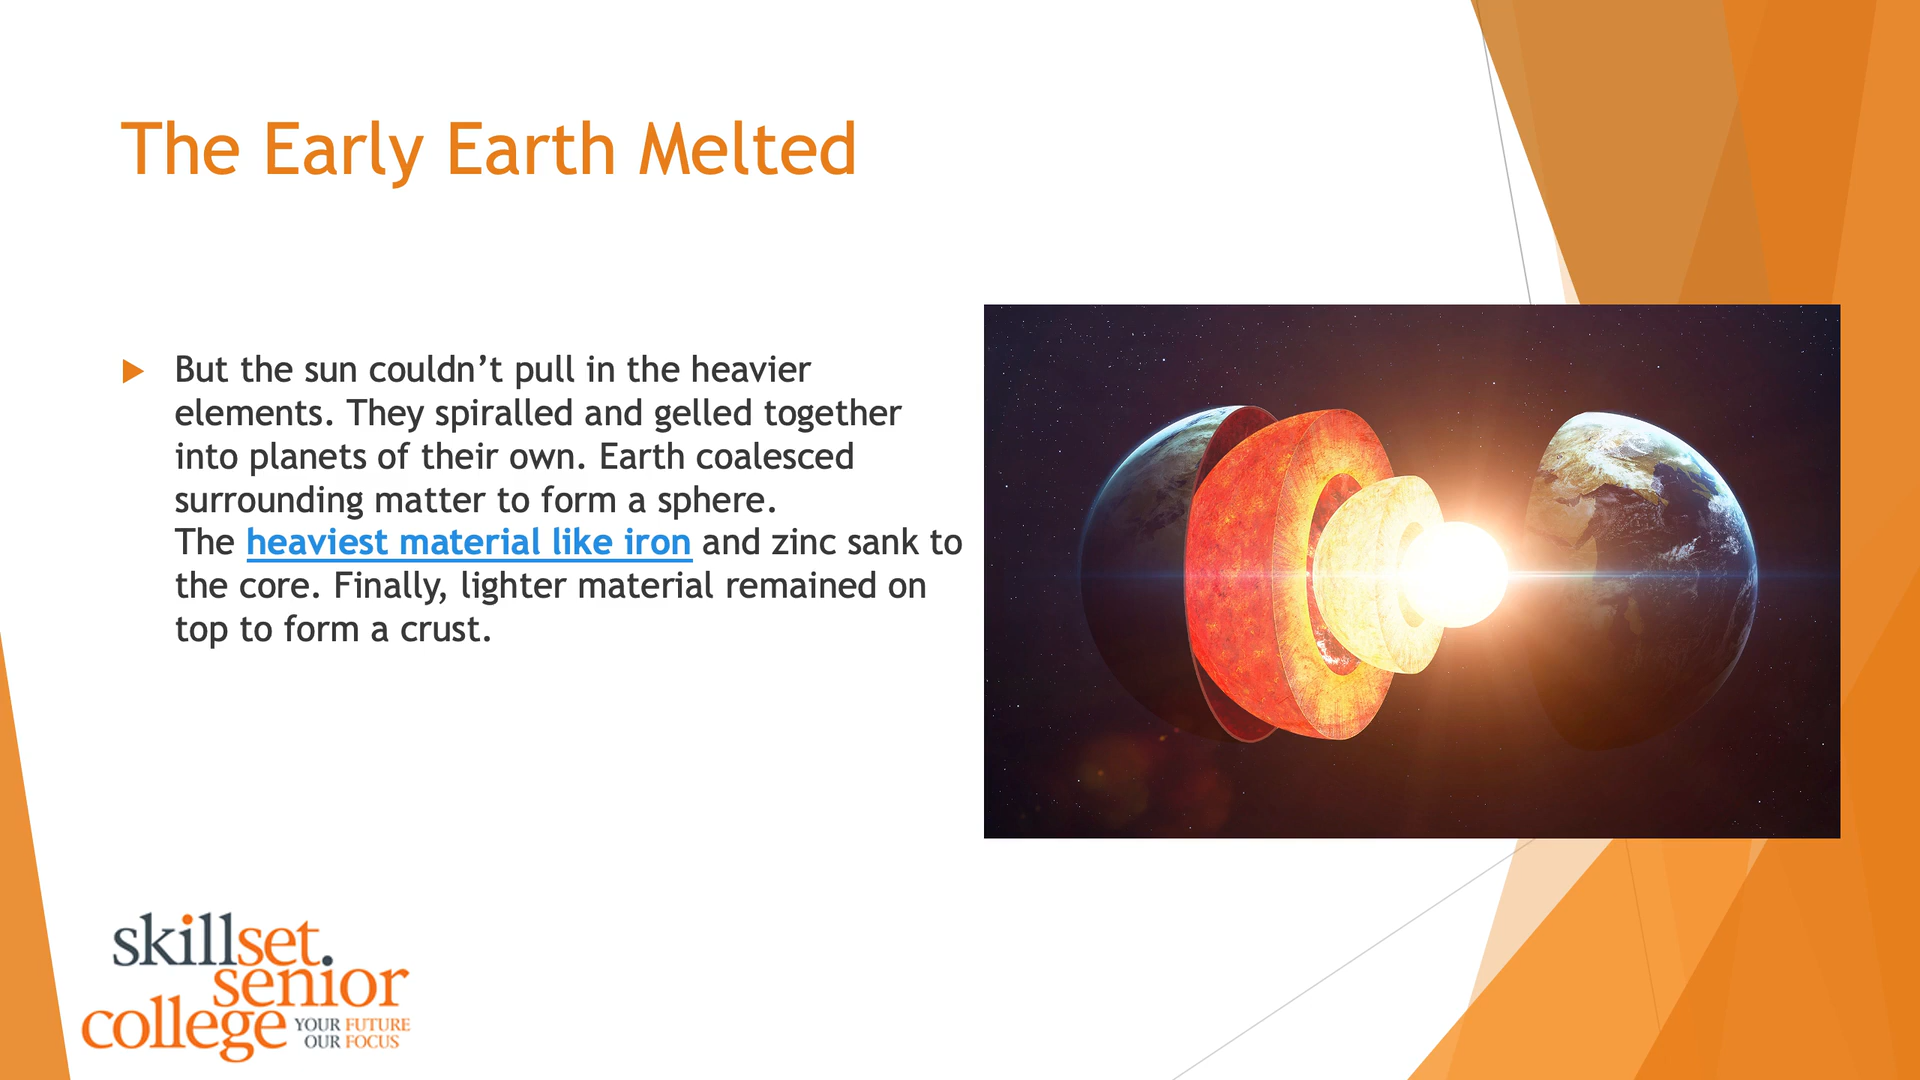 The Early Earth Melted
But the sun couldn’t pull in the heavier
elements. They spiralled and gelled together
into planets of their own. Earth coalesced
surrounding matter to form a sphere.
The heaviest material like iron and zinc sank to
the core. Finally, lighter material remained on
top to form a crust.
skillset.
senior
college YOUR FUTURE
OUR FOCUS